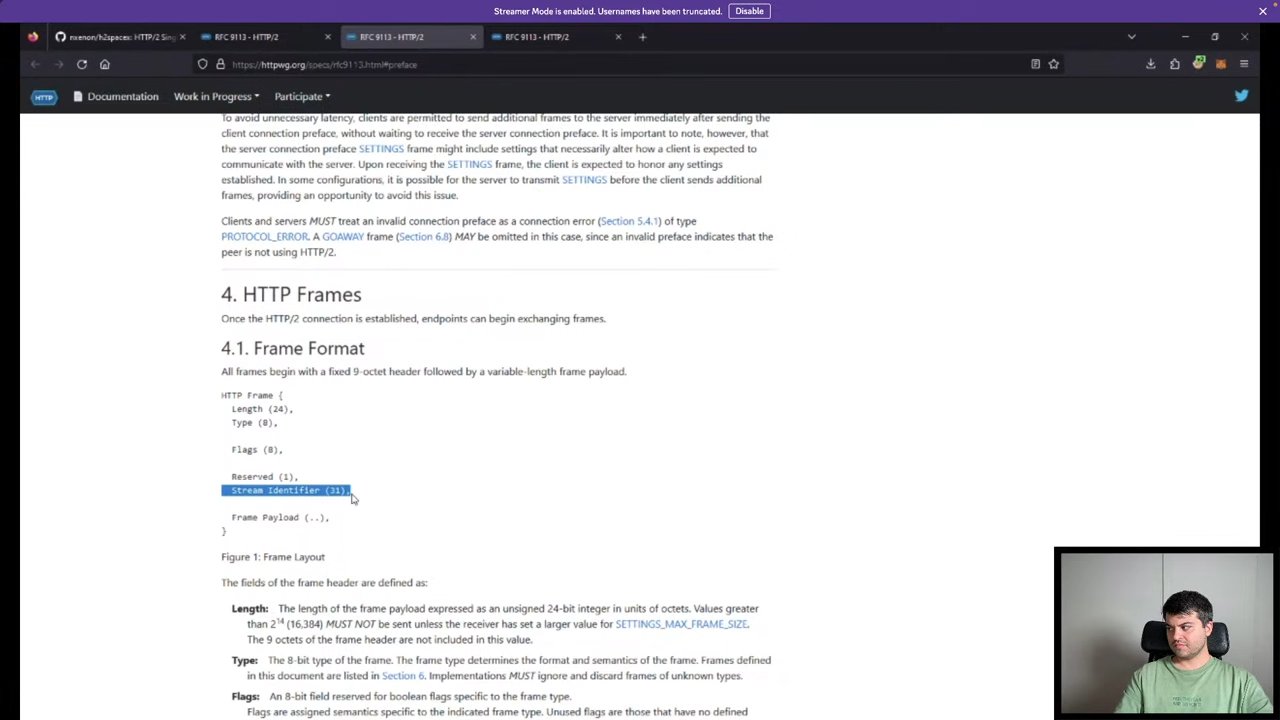 Streamer Mode is enabled. Usernames have been truncated. Disable
nxenon/h2spaces: HTTP/2 Sing
RFC 9113 - HTTP/2
RFC 9113 - HTTP/2
RFC 9113 - HTTP/2
https://httpwg.org/specs/rfc9113.html#preface
HTTP Documentation Work in Progress Participate
To avoid unnecessary latency, clients are permitted to send additional frames to the server immediately after sending the
client connection preface, without waiting to receive the server connection preface. It is important to note, however, that
the server connection preface SETTINGS frame might include settings that necessarily alter how a client is expected to
communicate with the server. Upon receiving the SETTINGS frame, the client is expected to honor any settings
established. In some configurations, it is possible for the server to transmit SETTINGS before the client sends additional
frames, providing an opportunity to avoid this issue.
Clients and servers MUST treat an invalid connection preface as a connection error (Section 5.4.1) of type
PROTOCOL_ERROR. A GOAWAY frame (Section 6.8) MAY be omitted in this case, since an invalid preface indicates that the
peer is not using HTTP/2.
4. HTTP Frames
Once the HTTP/2 connection is established, endpoints can begin exchanging frames.
4.1. Frame Format
All frames begin with a fixed 9-octet header followed by a variable-length frame payload.
HTTP Frame {
Length (24),
Type (8),
Flags (8),
Reserved (1),
Stream Identifier (31),
Frame Payload (..),
}
Figure 1: Frame Layout
The fields of the frame header are defined as:
Length: The length of the frame payload expressed as an unsigned 24-bit integer in units of octets. Values greater
than 2^14 (16,384) MUST NOT be sent unless the receiver has set a larger value for SETTINGS_MAX_FRAME_SIZE.
The 9 octets of the frame header are not included in this value.
Type: The 8-bit type of the frame. The frame type determines the format and semantics of the frame. Frames defined
in this document are listed in Section 6. Implementations MUST ignore and discard frames of unknown types.
Flags: An 8-bit field reserved for boolean flags specific to the frame type.
Flags are assigned semantics specific to the indicated frame type. Unused flags are those that have no defined